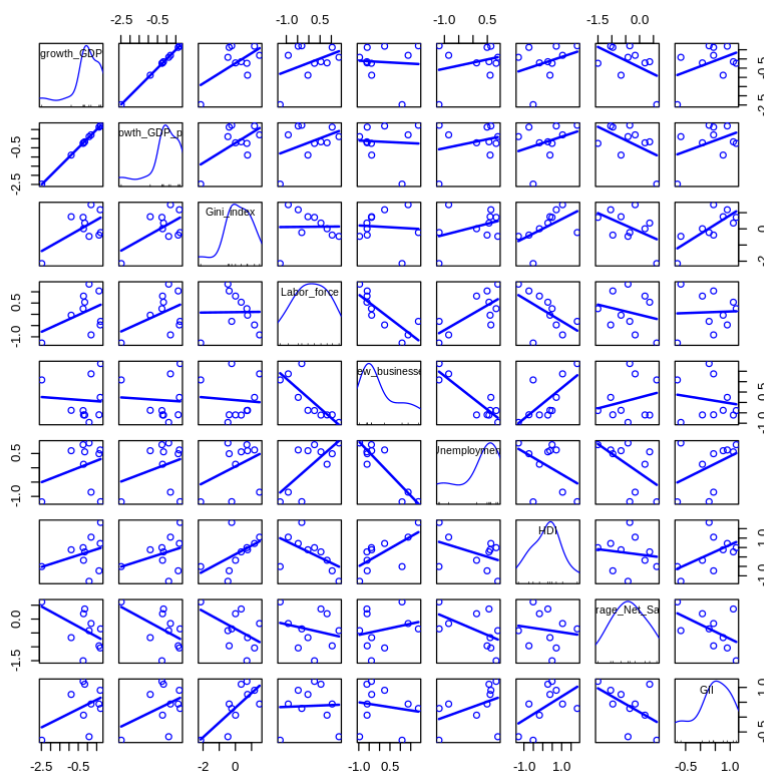 -2.5 -0.5 -1.0 0.5 -1.0 0.5 -1.5 0.0
growth_GDP -0.5 -2.5
-0.5 -2.5 owth_GDP_p
Gini_index 0 -2
0.5 -1.0 Labor_force
ew_businesse 0.5 -1.0
0.5 -1.0 Unemploymen
HDI 1.0 -1.0
0.0 -1.5 rage_Net_Sa
GII 1.0 -0.5
-2.5 -0.5 -2 0 -1.0 0.5 -1.0 1.0 -0.5 1.0